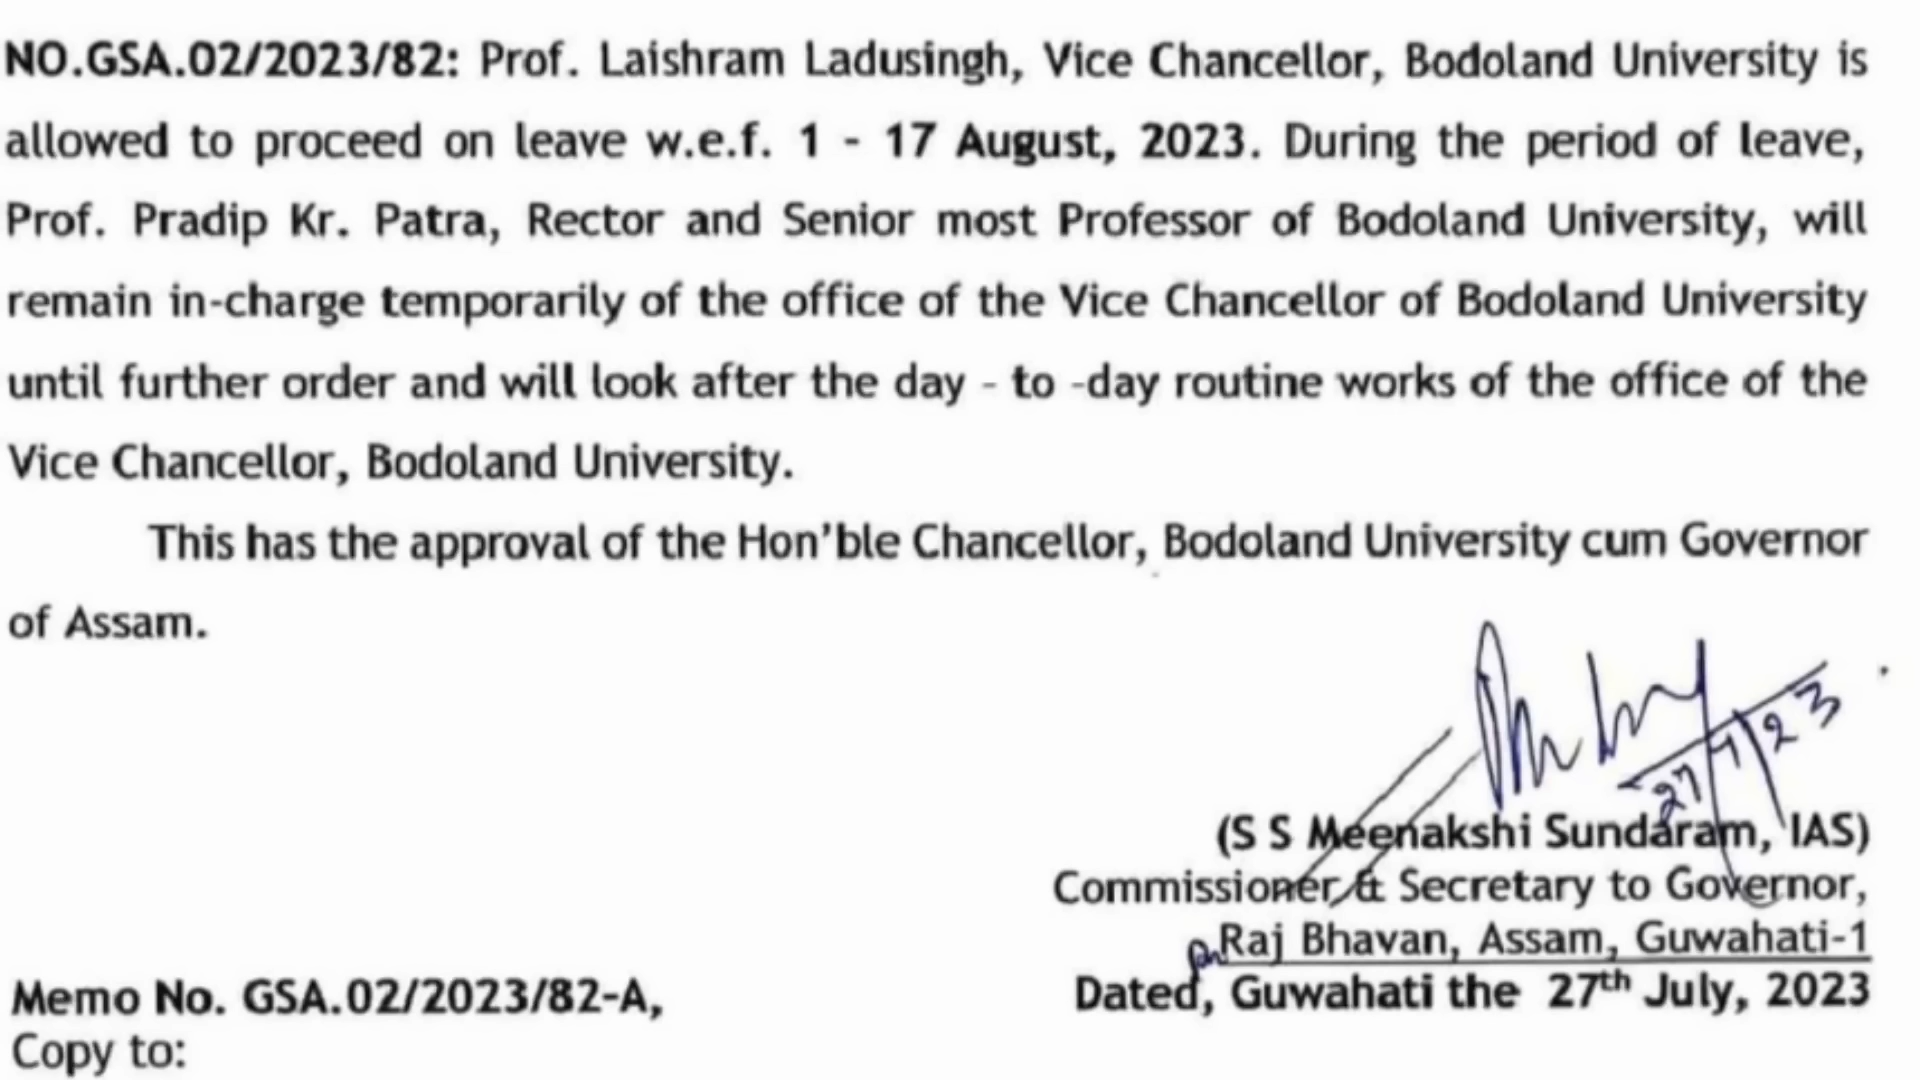 NO.GSA.02/2023/82: Prof. Laishram Ladusingh, Vice Chancellor, Bodoland University is
allowed to proceed on leave w.e.f. 1 - 17 August, 2023. During the period of leave,
Prof. Pradip Kr. Patra, Rector and Senior most Professor of Bodoland University, will
remain in-charge temporarily of the office of the Vice Chancellor of Bodoland University
until further order and will look after the day - to -day routine works of the office of the
Vice Chancellor, Bodoland University.
This has the approval of the Hon'ble Chancellor, Bodoland University cum Governor
of Assam.
27/7/23
(S S Meenakshi Sundaram, IAS)
Commissioner & Secretary to Governor,
Raj Bhavan, Assam, Guwahati-1
Memo No. GSA.02/2023/82-A, Dated, Guwahati the 27th July, 2023
Copy to: